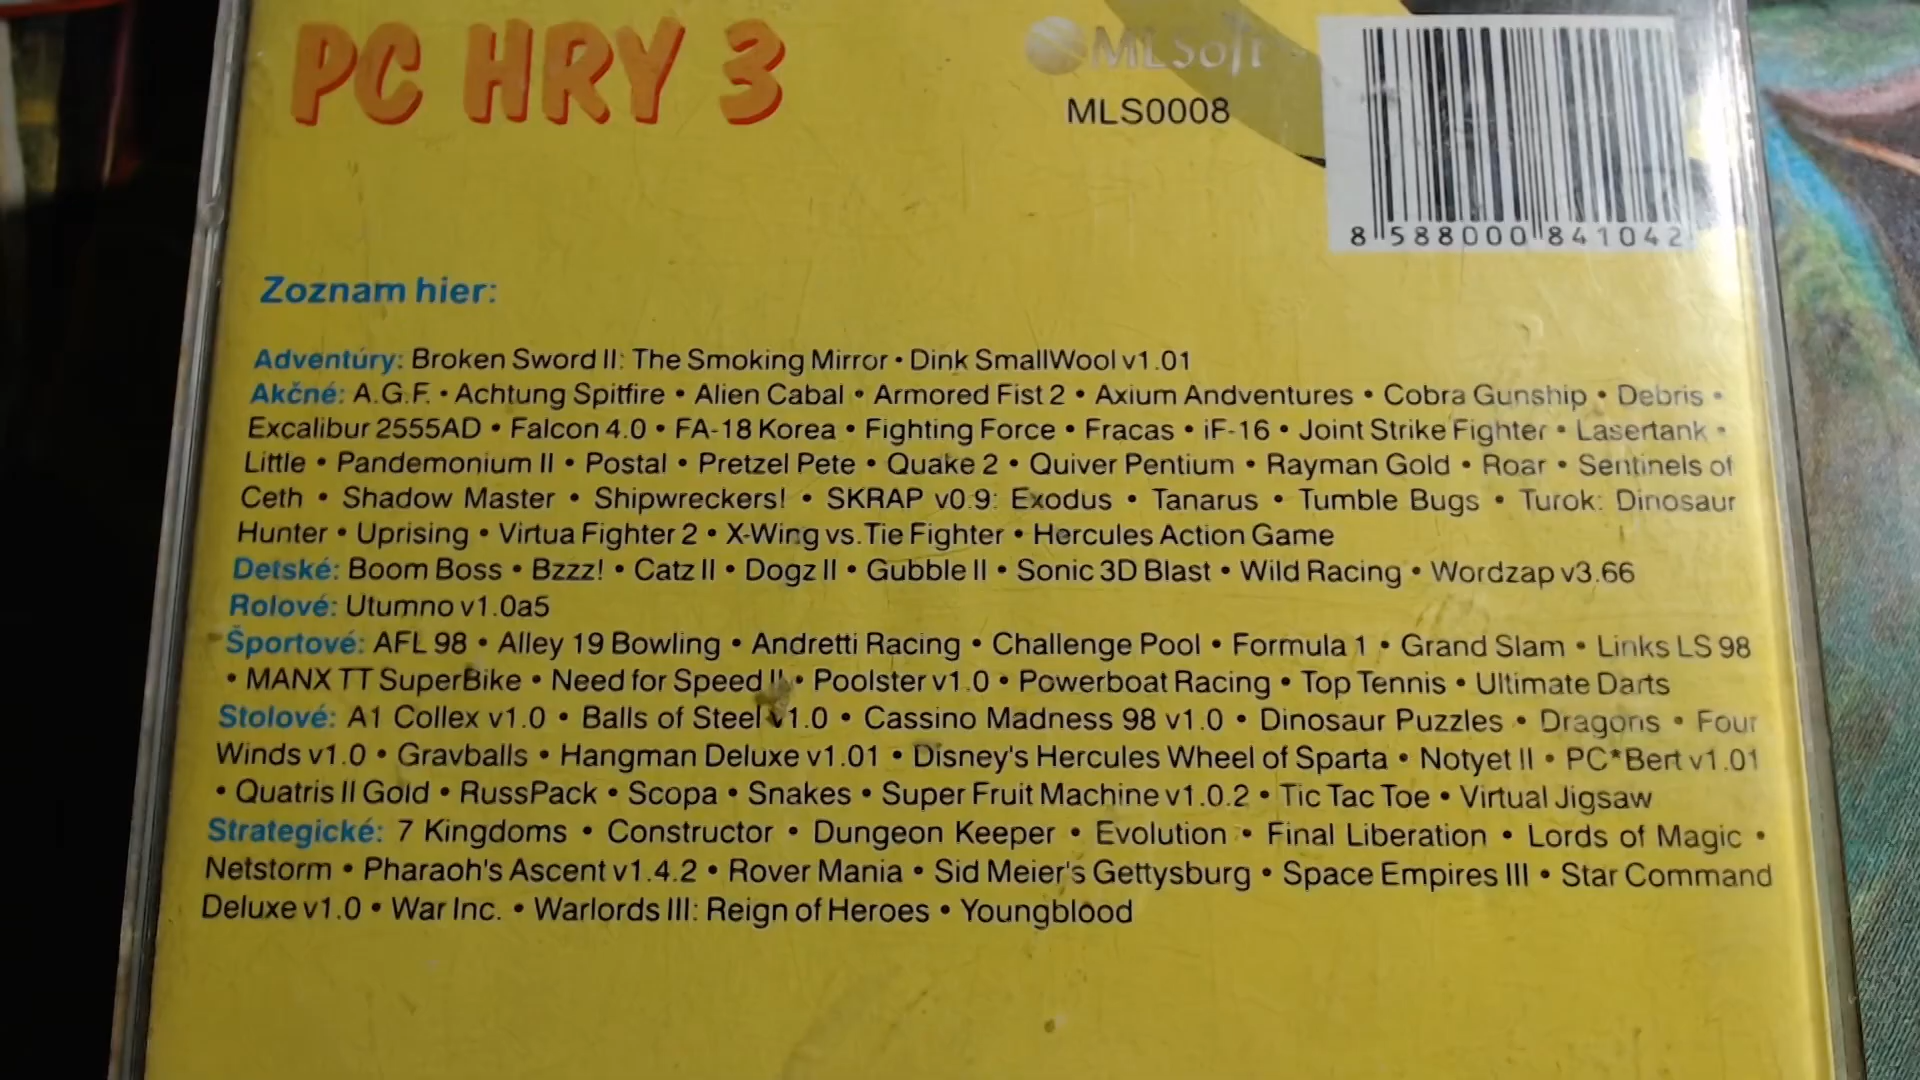 PC HRY 3
MLSoft
MLS0008
8 588000 841042
Zoznam hier:
Adventúry: Broken Sword II: The Smoking Mirror • Dink SmallWool v1.01
Akčné: A.G.F. • Achtung Spitfire • Alien Cabal • Armored Fist 2 • Axium Andventures • Cobra Gunship • Debris •
Excalibur 2555AD • Falcon 4.0 • FA-18 Korea • Fighting Force • Fracas • iF-16 • Joint Strike Fighter • Lasertank •
Little • Pandemonium II • Postal • Pretzel Pete • Quake 2 • Quiver Pentium • Rayman Gold • Roar • Sentinels of
Ceth • Shadow Master • Shipwreckers! • SKRAP v0.9: Exodus • Tanarus • Tumble Bugs • Turok: Dinosaur
Hunter • Uprising • Virtua Fighter 2 • X-Wing vs. Tie Fighter • Hercules Action Game
Detské: Boom Boss • Bzzz! • Catz II • Dogz II • Gubble II • Sonic 3D Blast • Wild Racing • Wordzap v3.66
Rolové: Utumno v1.0a5
Športové: AFL 98 • Alley 19 Bowling • Andretti Racing • Challenge Pool • Formula 1 • Grand Slam • Links LS 98
• MANX TT SuperBike • Need for Speed II • Poolster v1.0 • Powerboat Racing • Top Tennis • Ultimate Darts
Stolové: A1 Collex v1.0 • Balls of Steel v1.0 • Cassino Madness 98 v1.0 • Dinosaur Puzzles • Dragons • Four
Winds v1.0 • Gravballs • Hangman Deluxe v1.01 • Disney's Hercules Wheel of Sparta • Notyet II • PC*Bert v1.01
• Quatris II Gold • RussPack • Scopa • Snakes • Super Fruit Machine v1.0.2 • Tic Tac Toe • Virtual Jigsaw
Strategické: 7 Kingdoms • Constructor • Dungeon Keeper • Evolution • Final Liberation • Lords of Magic •
Netstorm • Pharaoh's Ascent v1.4.2 • Rover Mania • Sid Meier's Gettysburg • Space Empires III • Star Command
Deluxe v1.0 • War Inc. • Warlords III: Reign of Heroes • Youngblood